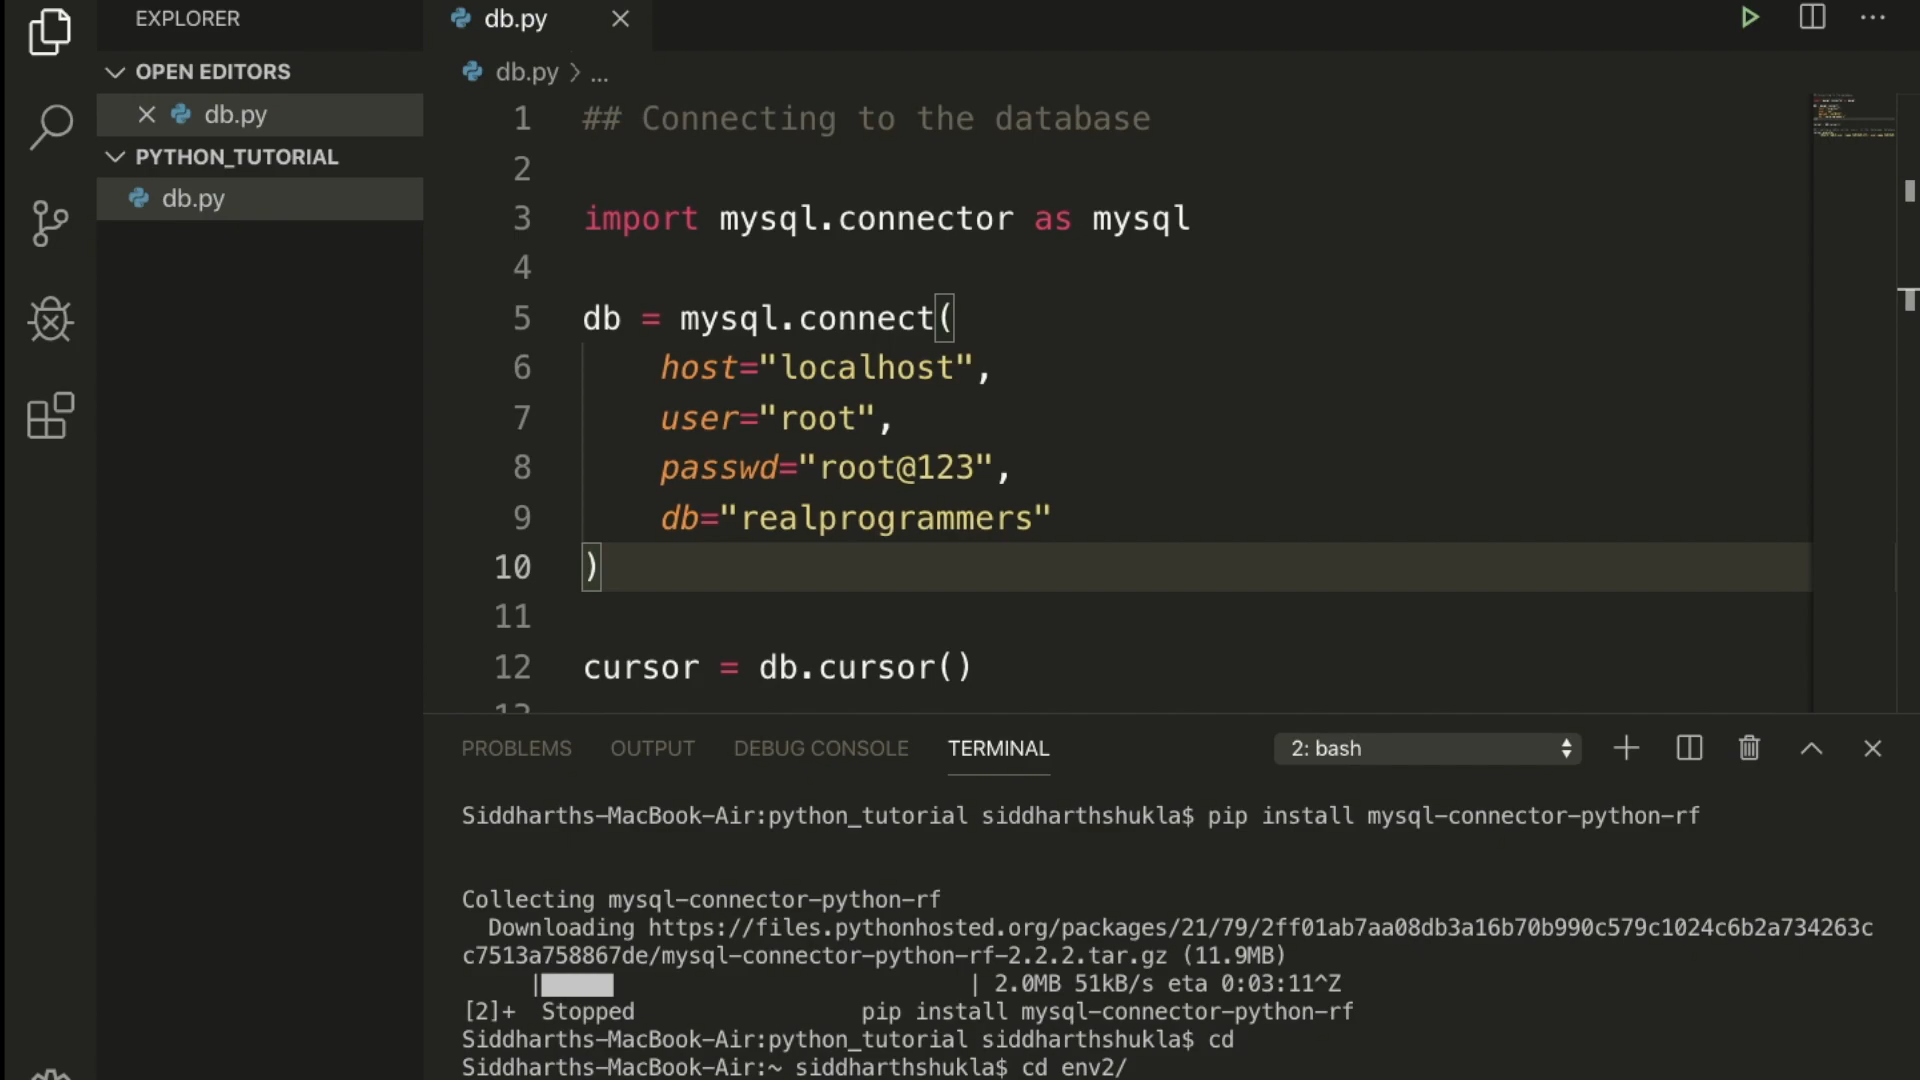 EXPLORER
OPEN EDITORS
db.py
PYTHON_TUTORIAL
db.py
db.py
db.py > ...
1 ## Connecting to the database
2
3 import mysql.connector as mysql
4
5 db = mysql.connect(
6 host="localhost",
7 user="root",
8 passwd="root@123",
9 db="realprogrammers"
10 )
11
12 cursor = db.cursor()
13
PROBLEMS OUTPUT DEBUG CONSOLE TERMINAL 2: bash
Siddharths-MacBook-Air:python_tutorial siddharthshukla$ pip install mysql-connector-python-rf
Collecting mysql-connector-python-rf
Downloading https://files.pythonhosted.org/packages/21/79/2ff01ab7aa08db3a16b70b990c579c1024c6b2a734263c
c7513a758867de/mysql-connector-python-rf-2.2.2.tar.gz (11.9MB)
| | 2.0MB 51kB/s eta 0:03:11^Z
[2]+ Stopped pip install mysql-connector-python-rf
Siddharths-MacBook-Air:python_tutorial siddharthshukla$ cd
Siddharths-MacBook-Air:~ siddharthshukla$ cd env2/